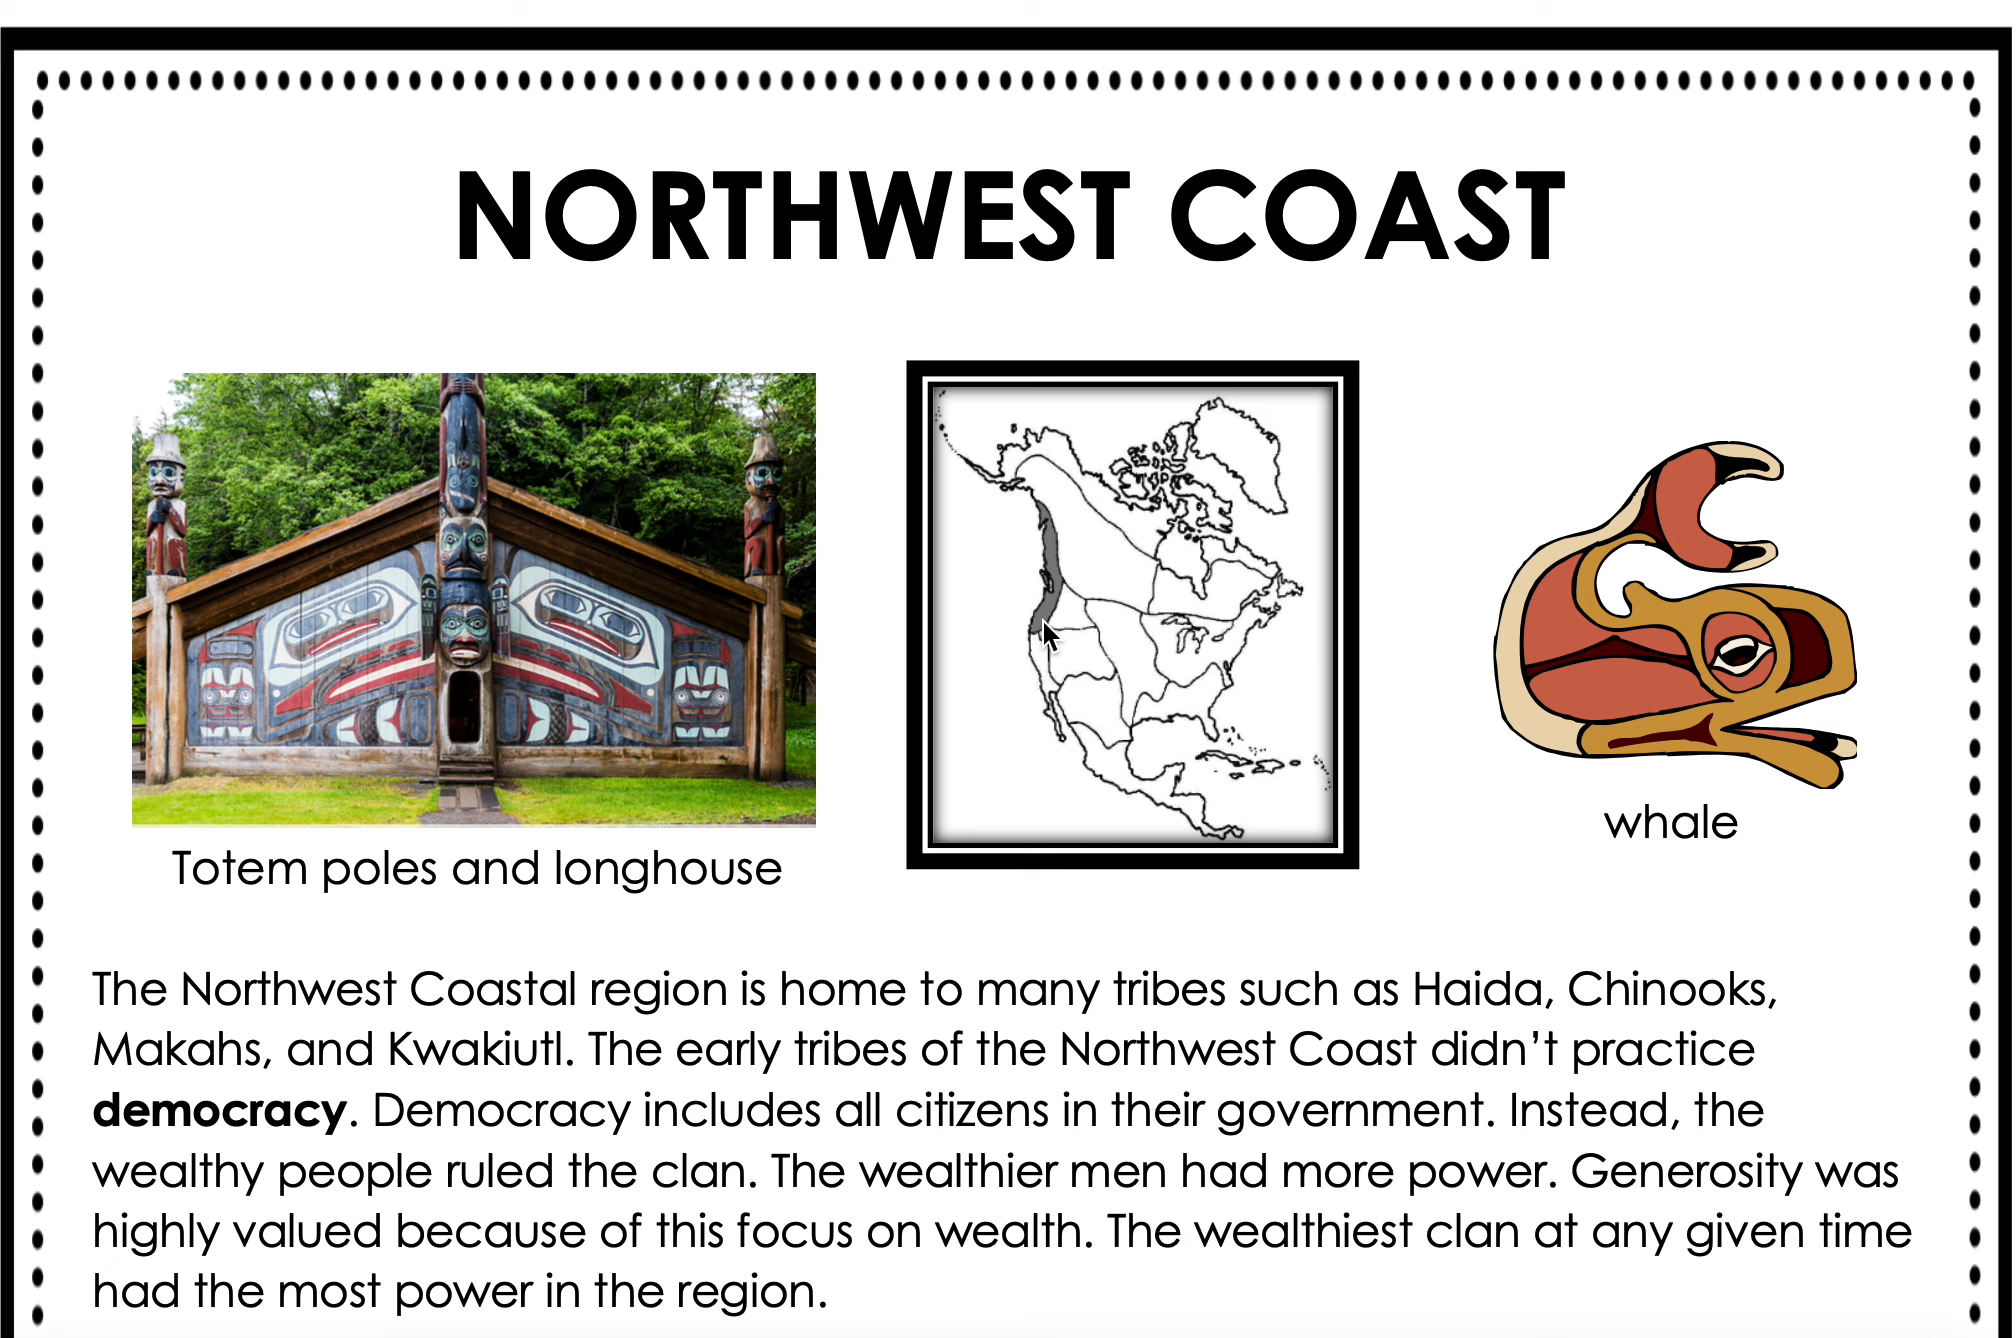 NORTHWEST COAST
Totem poles and longhouse
whale
The Northwest Coastal region is home to many tribes such as Haida, Chinooks,
Makahs, and Kwakiutl. The early tribes of the Northwest Coast didn’t practice
democracy. Democracy includes all citizens in their government. Instead, the
wealthy people ruled the clan. The wealthier men had more power. Generosity was
highly valued because of this focus on wealth. The wealthiest clan at any given time
had the most power in the region.